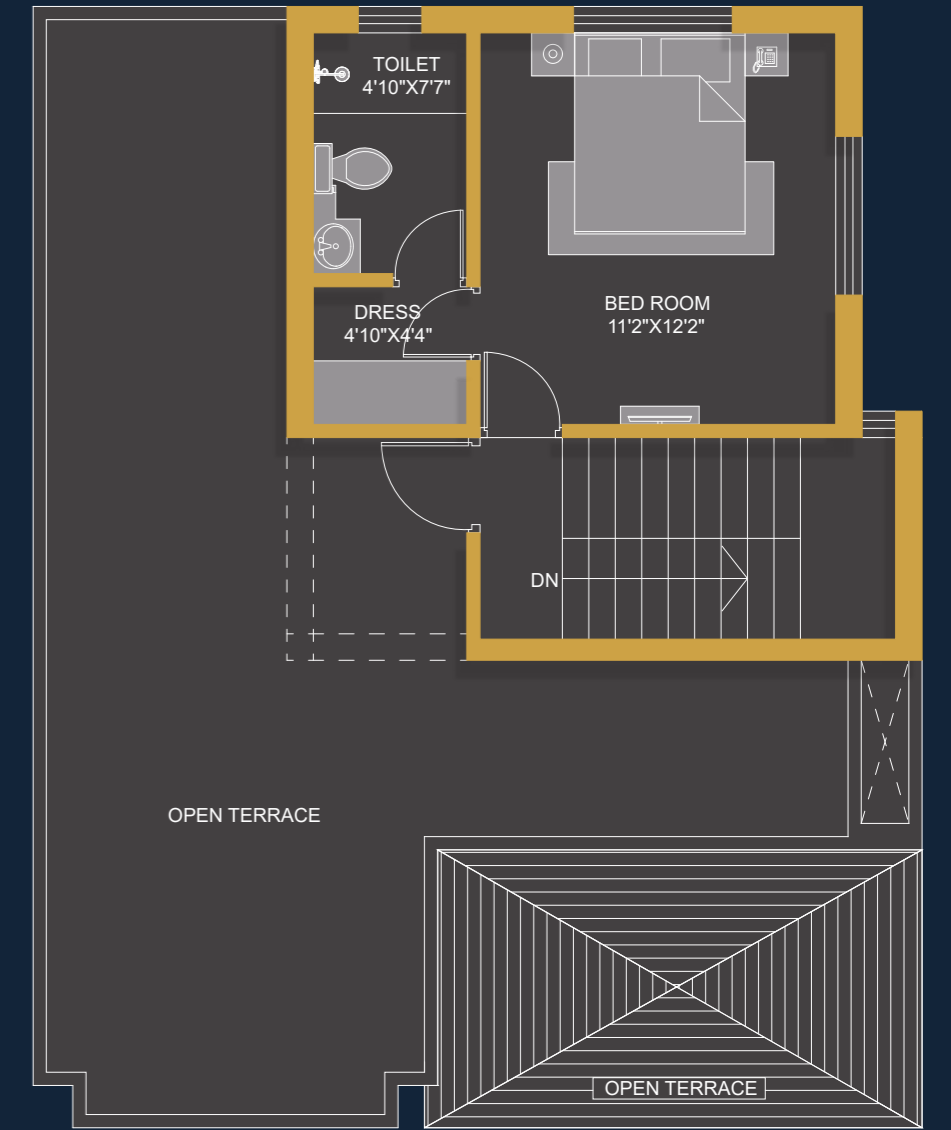 TOILET
4'10"X7'7"
BED ROOM
11'2"X12'2"
DRESS
4'10"X4'4"
DN
OPEN TERRACE
OPEN TERRACE